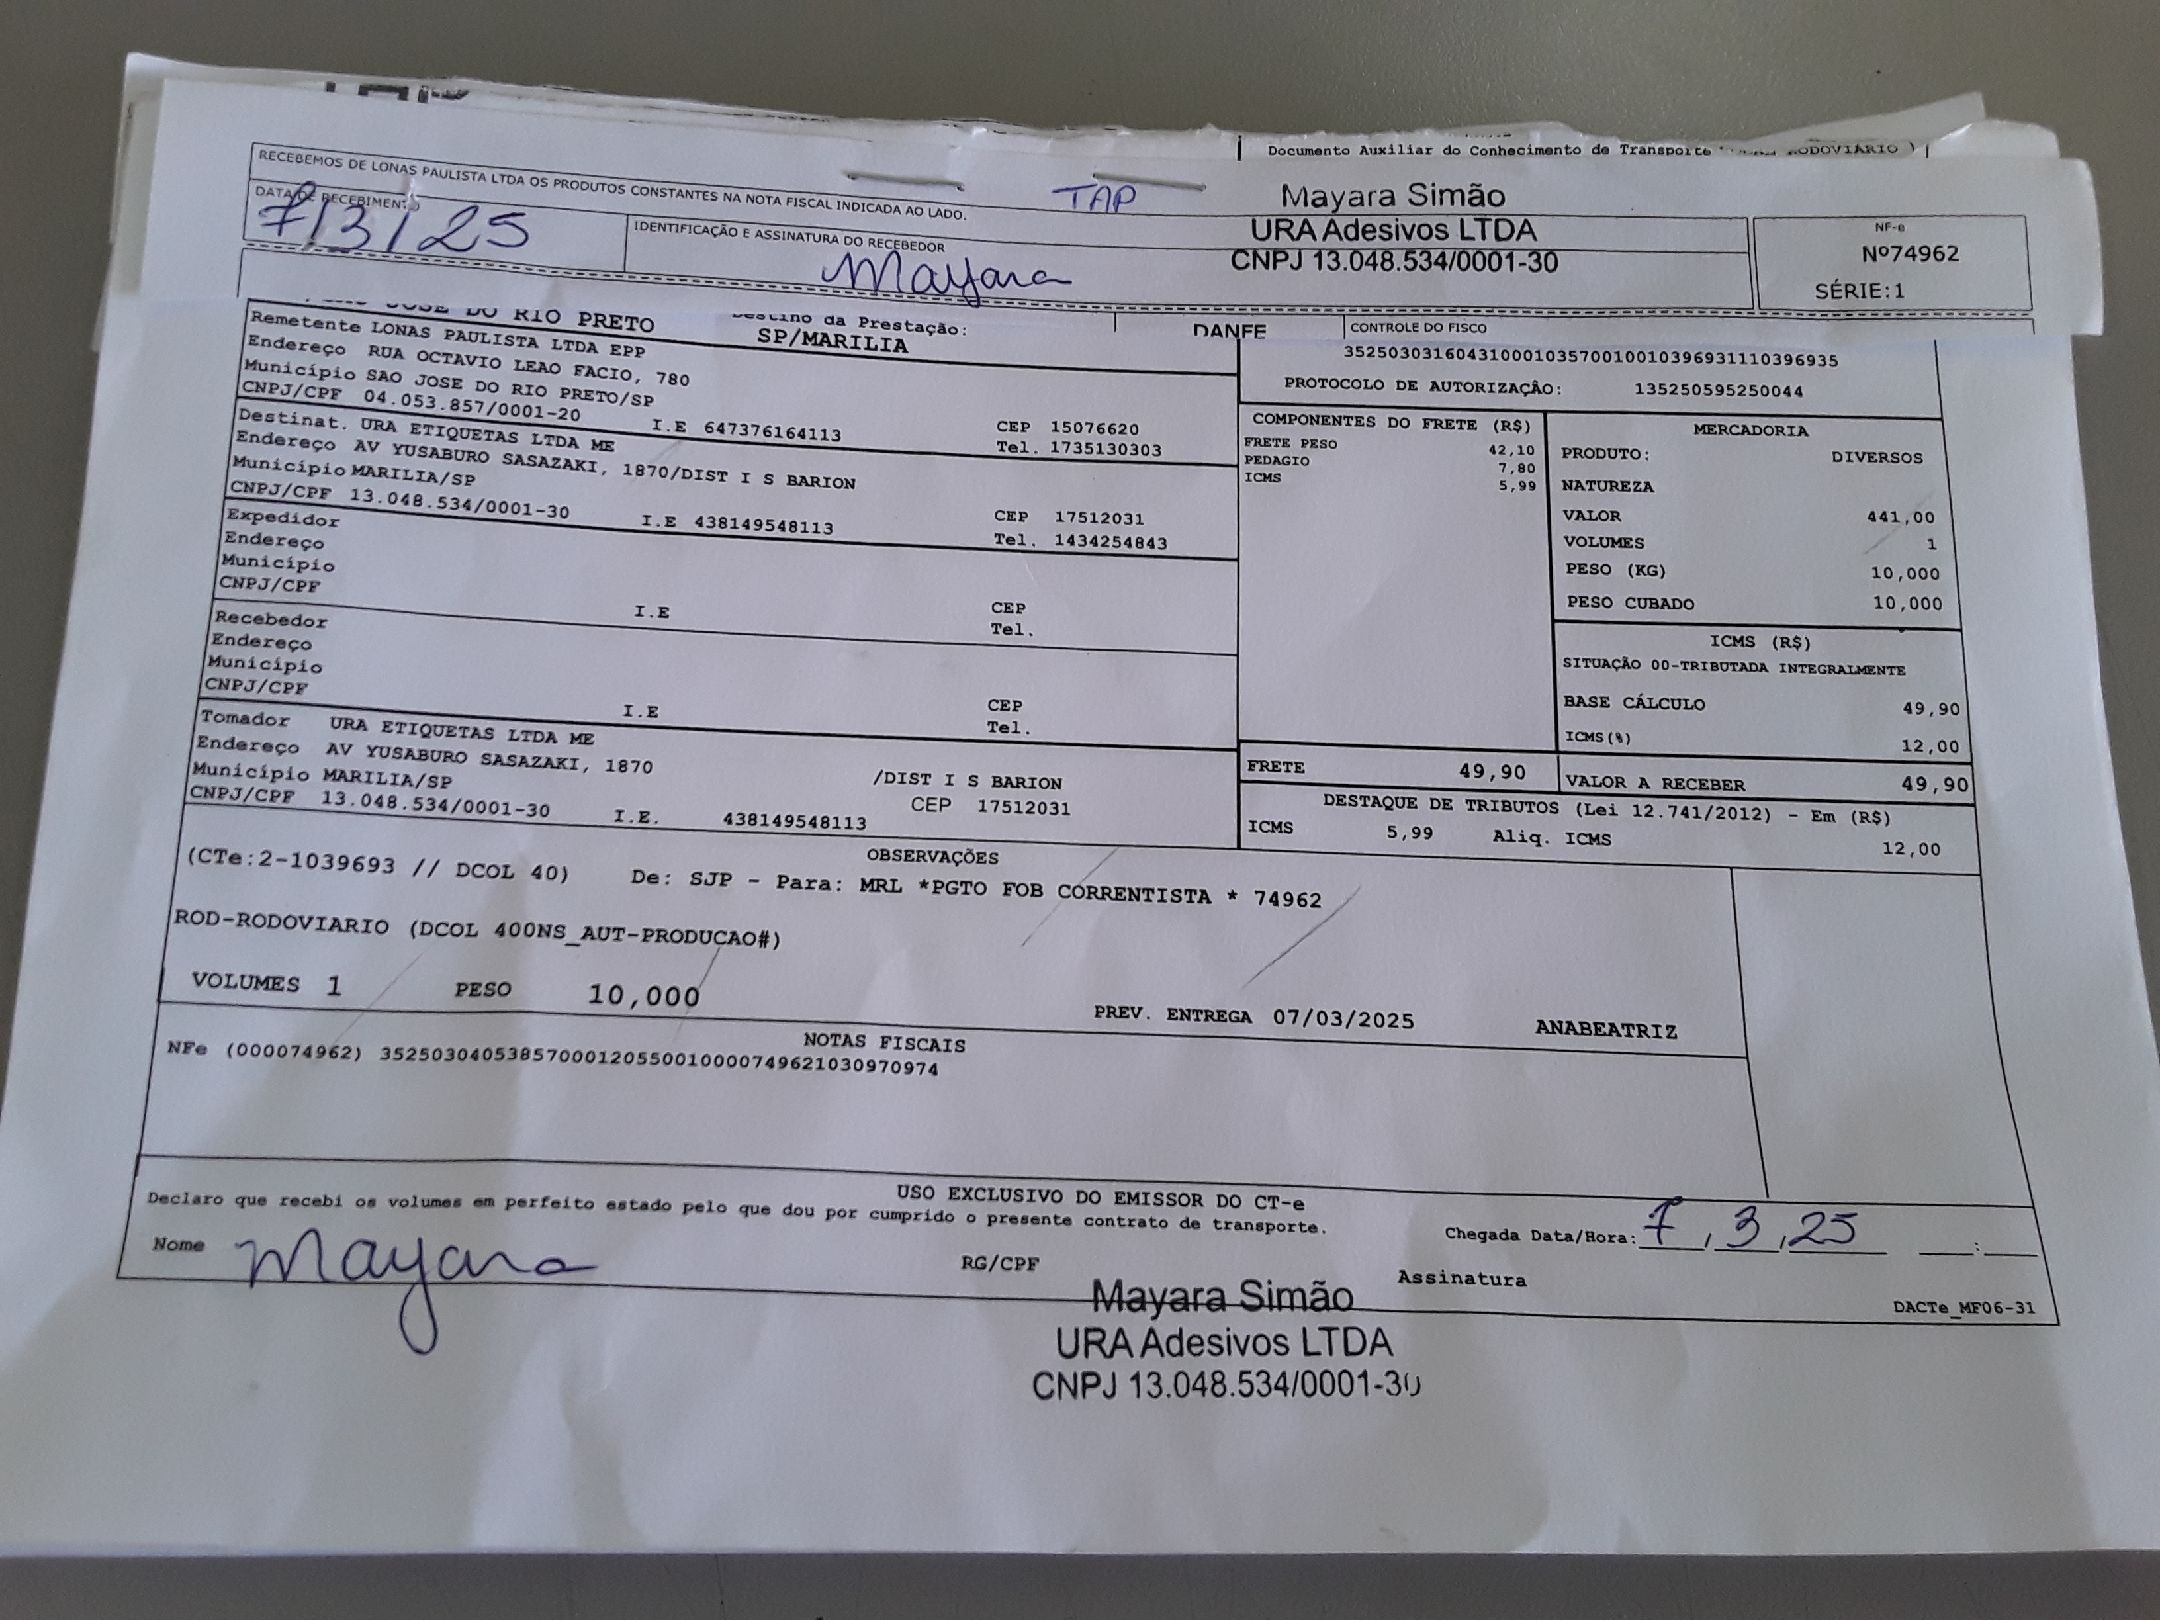 Documento Auxiliar do Conhecimento de Transporte RODOVIÁRIO )
RECEBEMOS DE LONAS PAULISTA LTDA OS PRODUTOS CONSTANTES NA NOTA FISCAL INDICADA AO LADO.
TAP
Mayara Simão
URA Adesivos LTDA
CNPJ 13.048.534/0001-30
DATA DE RECEBIMENTO
7/3/25
IDENTIFICAÇÃO E ASSINATURA DO RECEBEDOR
Mayara
NF-e
Nº74962
SÉRIE:1
JOSE DO RIO PRETO
Destino da Prestação:
SP/MARILIA
DANFE
CONTROLE DO FISCO
Remetente LONAS PAULISTA LTDA EPP
Endereço RUA OCTAVIO LEAO FACIO, 780
Município SAO JOSE DO RIO PRETO/SP
CNPJ/CPF 04.053.857/0001-20 I.E 647376164113
CEP 15076620
Tel. 1735130303
35250303160431000103570010010396931110396935
PROTOCOLO DE AUTORIZAÇÂO: 135250595250044
Destinat. URA ETIQUETAS LTDA ME
Endereço AV YUSABURO SASAZAKI, 1870/DIST I S BARION
Município MARILIA/SP
CNPJ/CPF 13.048.534/0001-30 I.E 438149548113
CEP 17512031
Tel. 1434254843
Expedidor
Endereço
Município
CNPJ/CPF
I.E
CEP
Tel.
Recebedor
Endereço
Município
CNPJ/CPF
I.E
CEP
Tel.
Tomador URA ETIQUETAS LTDA ME
Endereço AV YUSABURO SASAZAKI, 1870 /DIST I S BARION
Município MARILIA/SP CEP 17512031
CNPJ/CPF 13.048.534/0001-30 I.E. 438149548113
COMPONENTES DO FRETE (R$)
FRETE PESO 42,10
PEDAGIO 7,80
ICMS 5,99
MERCADORIA
PRODUTO: DIVERSOS
NATUREZA
VALOR 441,00
VOLUMES 1
PESO (KG) 10,000
PESO CUBADO 10,000
ICMS (R$)
SITUAÇÃO 00-TRIBUTADA INTEGRALMENTE
BASE CÁLCULO 49,90
ICMS(%) 12,00
FRETE 49,90
VALOR A RECEBER 49,90
DESTAQUE DE TRIBUTOS (Lei 12.741/2012) - Em (R$)
ICMS 5,99 Aliq. ICMS 12,00
OBSERVAÇÕES
(CTe:2-1039693 // DCOL 40) De: SJP - Para: MRL *PGTO FOB CORRENTISTA * 74962
ROD-RODOVIARIO (DCOL 400NS_AUT-PRODUCAO#)
VOLUMES 1 PESO 10,000
PREV. ENTREGA 07/03/2025 ANABEATRIZ
NOTAS FISCAIS
NFe (000074962) 35250304053857000120550010000749621030970974
USO EXCLUSIVO DO EMISSOR DO CT-e
Declaro que recebi os volumes em perfeito estado pelo que dou por cumprido o presente contrato de transporte.
Chegada Data/Hora: 7, 3, 25 :
Nome Mayara
RG/CPF
Assinatura
Mayara Simão
URA Adesivos LTDA
CNPJ 13.048.534/0001-30
DACTe_MF06-31